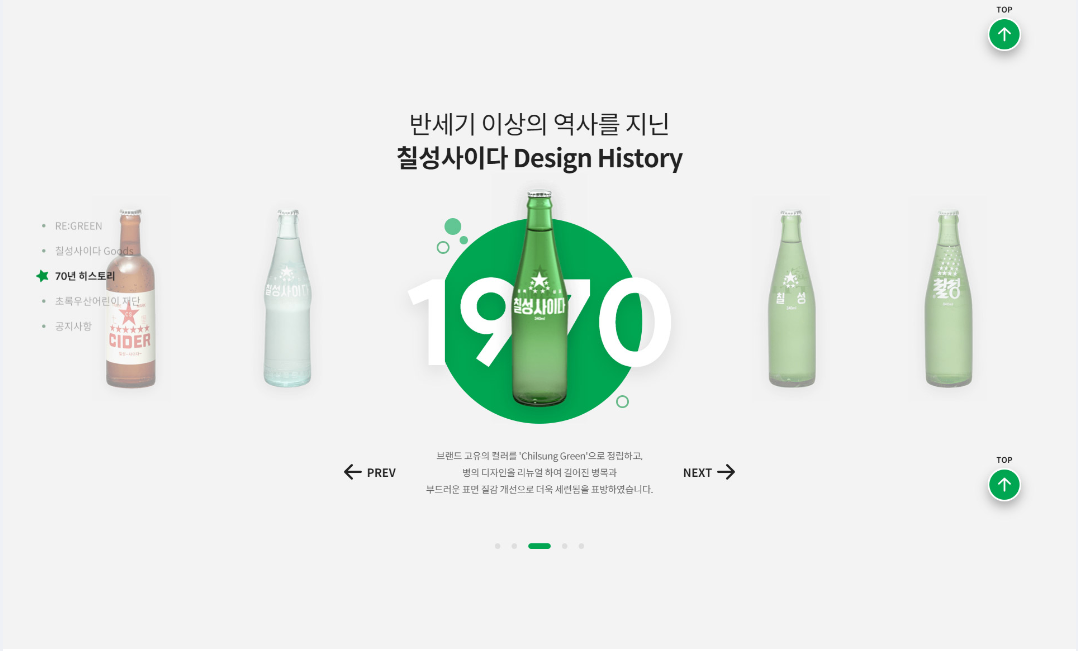 TOP
반세기 이상의 역사를 지닌
칠성사이다 Design History
RE:GREEN
칠성사이다 Goods
70년 히스토리
초록우산어린이 재단
공지사항
CIDER
칠성사이다
1970
칠성사이다
칠 성
칠성
PREV
브랜드 고유의 컬러를 'Chilsung Green'으로 정립하고,
병의 디자인을 리뉴얼 하여 길어진 병목과
부드러운 표면 질감 개선으로 더욱 세련됨을 표방하였습니다.
NEXT
TOP